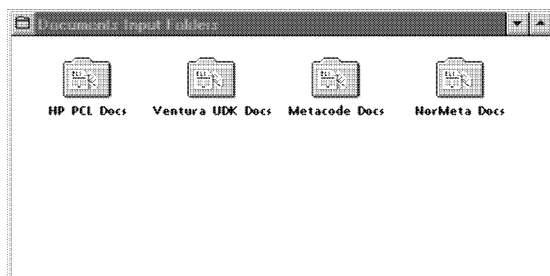 Documents Input Folders
HP PCL Docs Ventura UDK Docs Metacode Docs NorMeta Docs